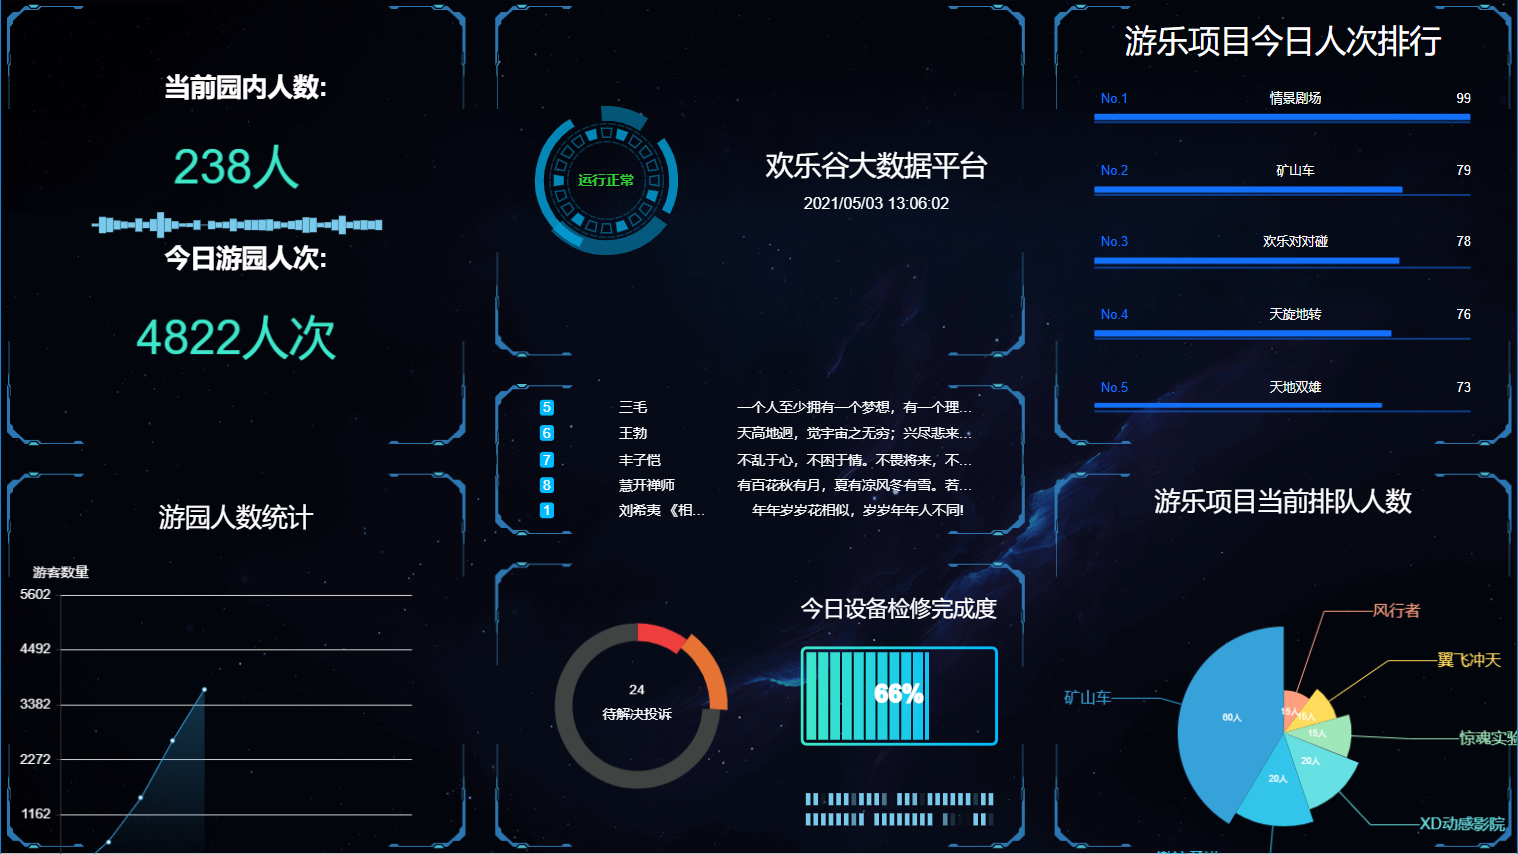 当前园内人数:
238人
今日游园人次:
4822人次
运行正常
欢乐谷大数据平台
2021/05/03 13:06:02
游乐项目今日人次排行
No.1 情景剧场 99
No.2 矿山车 79
No.3 欢乐对对碰 78
No.4 天旋地转 76
No.5 天地双雄 73
5 三毛 一个人至少拥有一个梦想，有一个理...
6 王勃 天高地迥，觉宇宙之无穷；兴尽悲来...
7 丰子恺 不乱于心，不困于情。不畏将来，不...
8 慧开禅师 有百花秋有月，夏有凉风冬有雪。若...
1 刘希夷《相... 年年岁岁花相似，岁岁年年人不同!
游园人数统计
游客数量
5602
4492
3382
2272
1162
24
待解决投诉
今日设备检修完成度
66%
游乐项目当前排队人数
风行者
翼飞冲天
矿山车
惊魂实验
XD动感影院
60人
15人
15人
15人
20人
20人